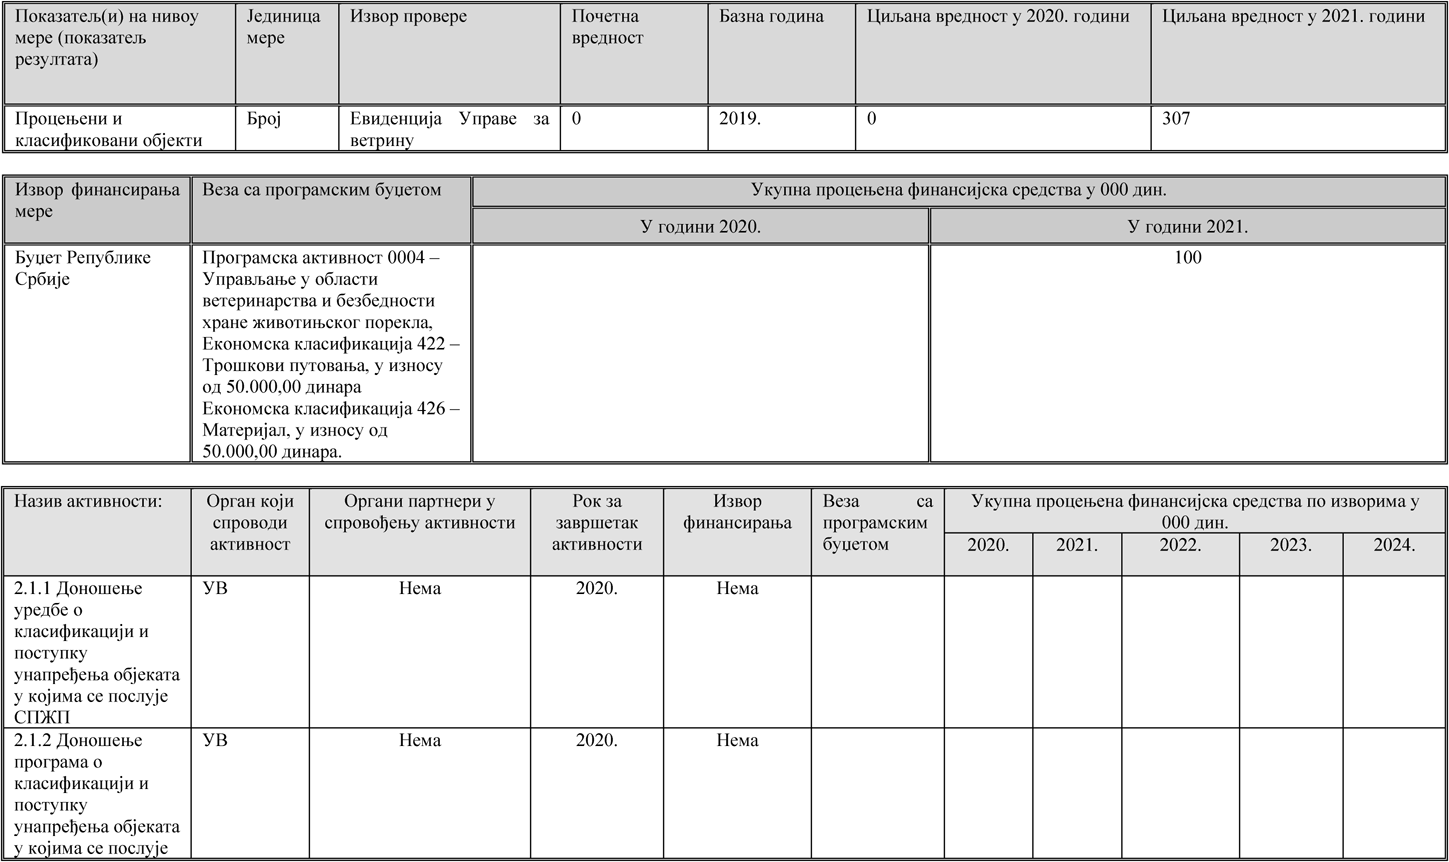 Показатељ(и) на нивоу мере (показатељ резултата)
Јединица мере
Извор провере
Почетна вредност
Базна година
Циљана вредност у 2020. години
Циљана вредност у 2021. години
Процењени и класификовани објекти
Број
Евиденција Управе за ветрину
0
2019.
0
307
Извор финансирања мере
Веза са програмским буџетом
Укупна процењена финансијска средства у 000 дин.
У години 2020.
У години 2021.
Буџет Републике Србије
Програмска активност 0004 –
Управљање у области
ветеринарства и безбедности
хране животињског порекла,
Економска класификација 422 –
Трошкови путовања, у износу
од 50.000,00 динара
Економска класификација 426 –
Материјал, у износу од
50.000,00 динара.
100
Назив активности:
Орган који спроводи активност
Органи партнери у спровођењу активности
Рок за завршетак активности
Извор финансирања
Веза са програмским буџетом
Укупна процењена финансијска средства по изворима у 000 дин.
2020.
2021.
2022.
2023.
2024.
2.1.1 Доношење
уредбе о
класификацији и
поступку
унапређења објеката
у којима се послује
СПЖП
УВ
Нема
2020.
Нема
2.1.2 Доношење
програма о
класификацији и
поступку
унапређења објеката
у којима се послује
УВ
Нема
2020.
Нема